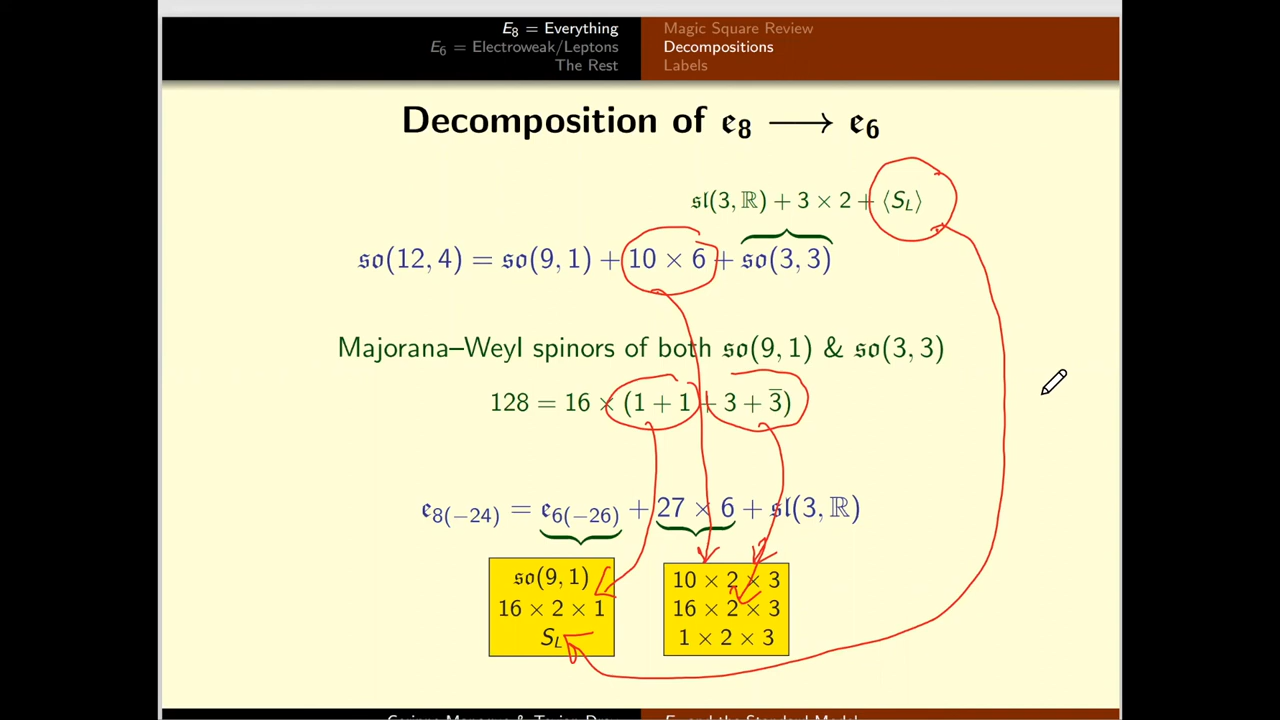 E₈ = Everything
E₆ = Electroweak/Leptons
The Rest
Magic Square Review
Decompositions
Labels
Decomposition of 𝔢₈ ⟶ 𝔢₆
𝔰𝔩(3, ℝ) + 3 × 2 + ⟨S_L⟩
𝔰𝔬(12, 4) = 𝔰𝔬(9, 1) + 10 × 6 + 𝔰𝔬(3, 3)
Majorana–Weyl spinors of both 𝔰𝔬(9, 1) & 𝔰𝔬(3, 3)
128 = 16 × (1 + 1 + 3 + 3̅)
𝔢₈₍₋₂₄₎ = 𝔢₆₍₋₂₆₎ + 27 × 6 + 𝔰𝔩(3, ℝ)
𝔰𝔬(9, 1)
16 × 2 × 1
S_L
10 × 2 × 3
16 × 2 × 3
1 × 2 × 3